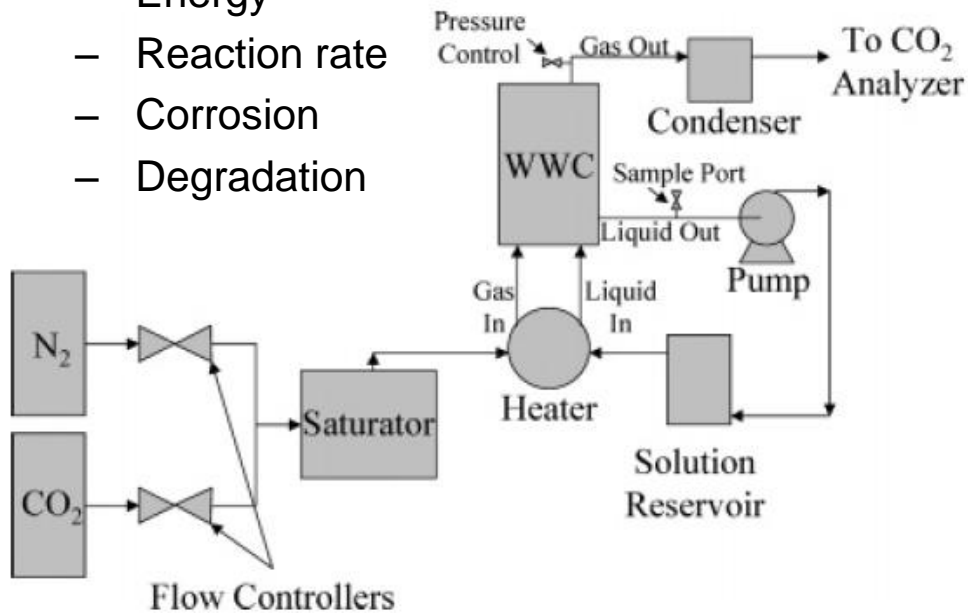 Energy
– Reaction rate
– Corrosion
– Degradation
Pressure
Control
Gas Out
To CO₂
Analyzer
Condenser
WWC
Sample Port
Liquid Out
Pump
Gas
In
Liquid
In
Heater
N₂
Saturator
CO₂
Solution
Reservoir
Flow Controllers